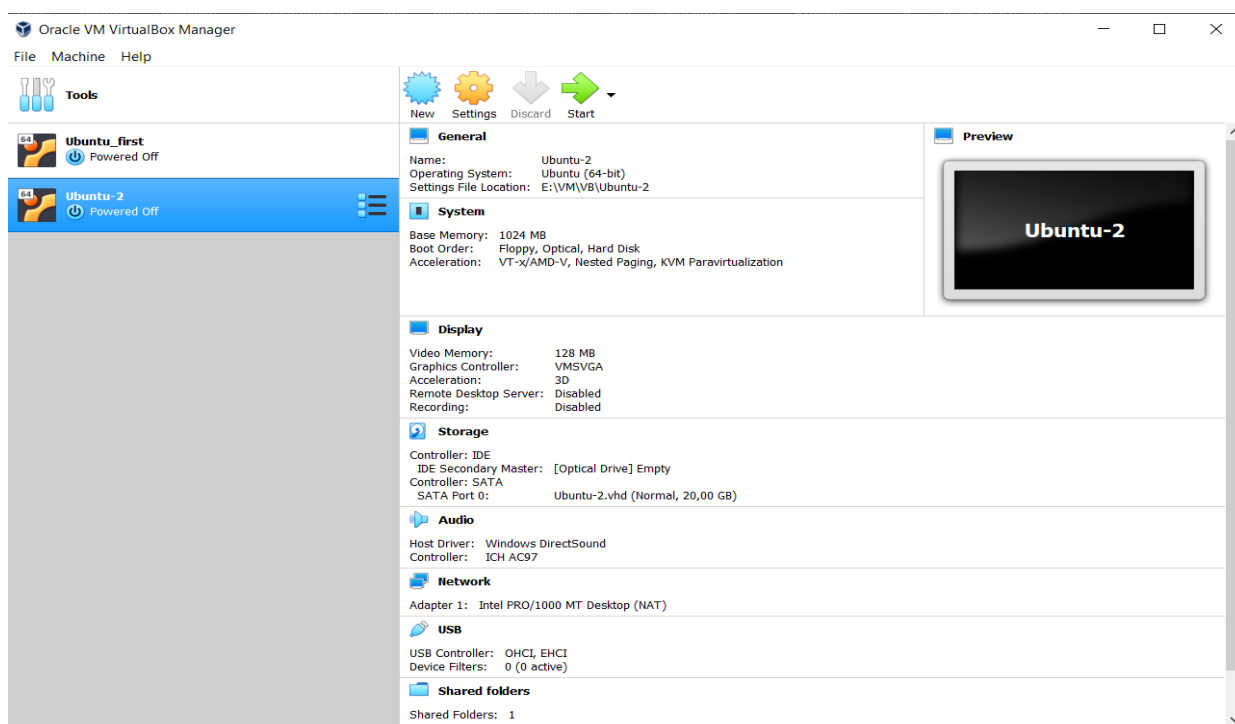 Oracle VM VirtualBox Manager
File Machine Help
Tools
New Settings Discard Start
64
Ubuntu_first
Powered Off
64
Ubuntu-2
Powered Off
General
Name: Ubuntu-2
Operating System: Ubuntu (64-bit)
Settings File Location: E:\VM\VB\Ubuntu-2
System
Base Memory: 1024 MB
Boot Order: Floppy, Optical, Hard Disk
Acceleration: VT-x/AMD-V, Nested Paging, KVM Paravirtualization
Preview
Ubuntu-2
Display
Video Memory: 128 MB
Graphics Controller: VMSVGA
Acceleration: 3D
Remote Desktop Server: Disabled
Recording: Disabled
Storage
Controller: IDE
IDE Secondary Master: [Optical Drive] Empty
Controller: SATA
SATA Port 0: Ubuntu-2.vhd (Normal, 20,00 GB)
Audio
Host Driver: Windows DirectSound
Controller: ICH AC97
Network
Adapter 1: Intel PRO/1000 MT Desktop (NAT)
USB
USB Controller: OHCI, EHCI
Device Filters: 0 (0 active)
Shared folders
Shared Folders: 1